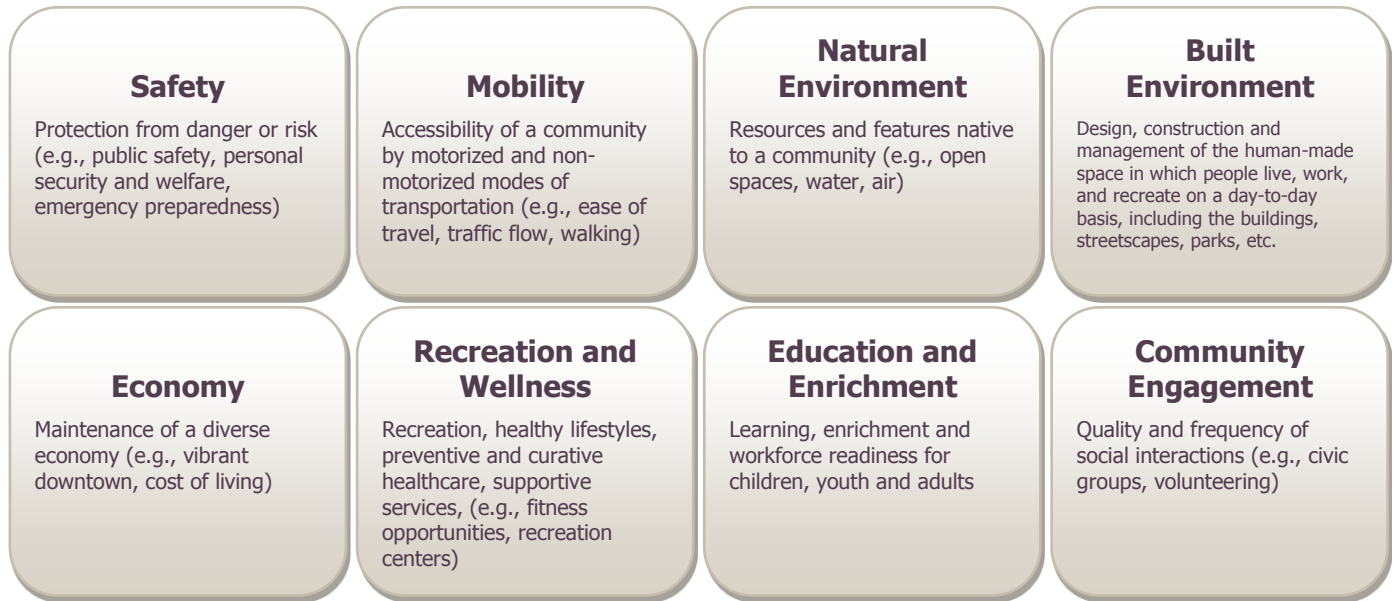 Safety
Protection from danger or risk
(e.g., public safety, personal
security and welfare,
emergency preparedness)
Mobility
Accessibility of a community
by motorized and non-
motorized modes of
transportation (e.g., ease of
travel, traffic flow, walking)
Natural
Environment
Resources and features native
to a community (e.g., open
spaces, water, air)
Built
Environment
Design, construction and
management of the human-made
space in which people live, work,
and recreate on a day-to-day
basis, including the buildings,
streetscapes, parks, etc.
Economy
Maintenance of a diverse
economy (e.g., vibrant
downtown, cost of living)
Recreation and
Wellness
Recreation, healthy lifestyles,
preventive and curative
healthcare, supportive
services, (e.g., fitness
opportunities, recreation
centers)
Education and
Enrichment
Learning, enrichment and
workforce readiness for
children, youth and adults
Community
Engagement
Quality and frequency of
social interactions (e.g., civic
groups, volunteering)